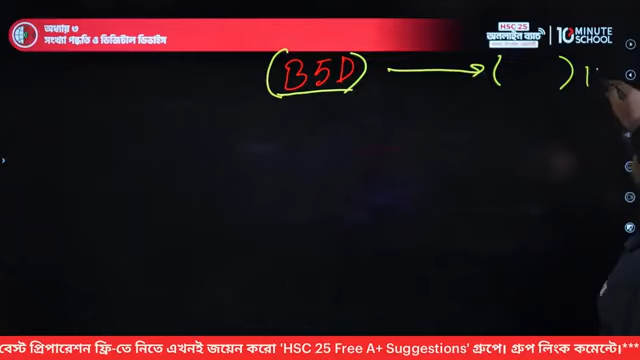 অধ্যায় ৩
সংখ্যা পদ্ধতি ও ডিজিটাল ডিভাইস
HSC 25
অনলাইন ব্যাচ
10 MINUTE SCHOOL
(B5D) → ( ) 1
বেস্ট প্রিপারেশন ফ্রি-তে নিতে এখনই জয়েন করো 'HSC 25 Free A+ Suggestions' গ্রুপে। গ্রুপ লিংক কমেন্টে।***